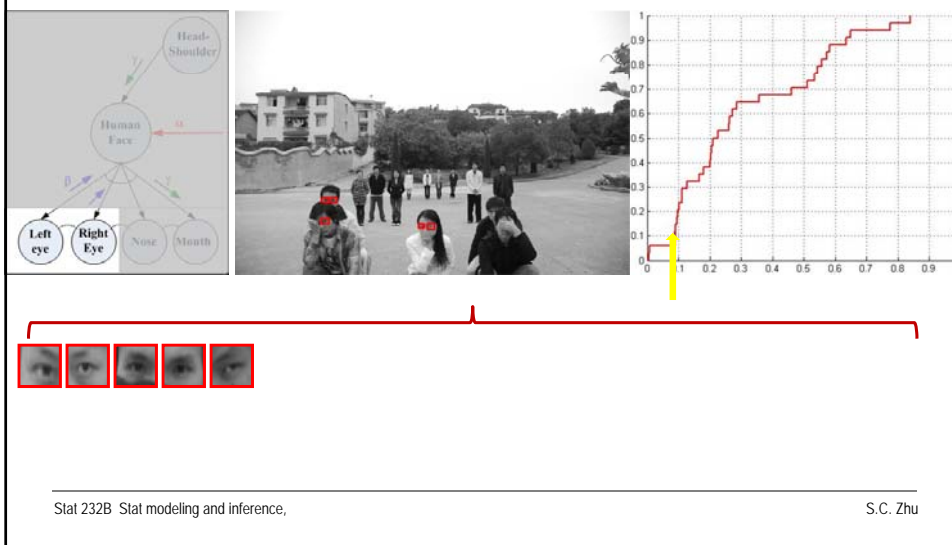 Head-
Shoulder
γ
Human
Face
α
β
γ
Left
eye
Right
Eye
Nose
Mouth
1
0.9
0.8
0.7
0.6
0.5
0.4
0.3
0.2
0.1
0
0
0.1
0.2
0.3
0.4
0.5
0.6
0.7
0.8
0.9
Stat 232B Stat modeling and inference,
S.C. Zhu